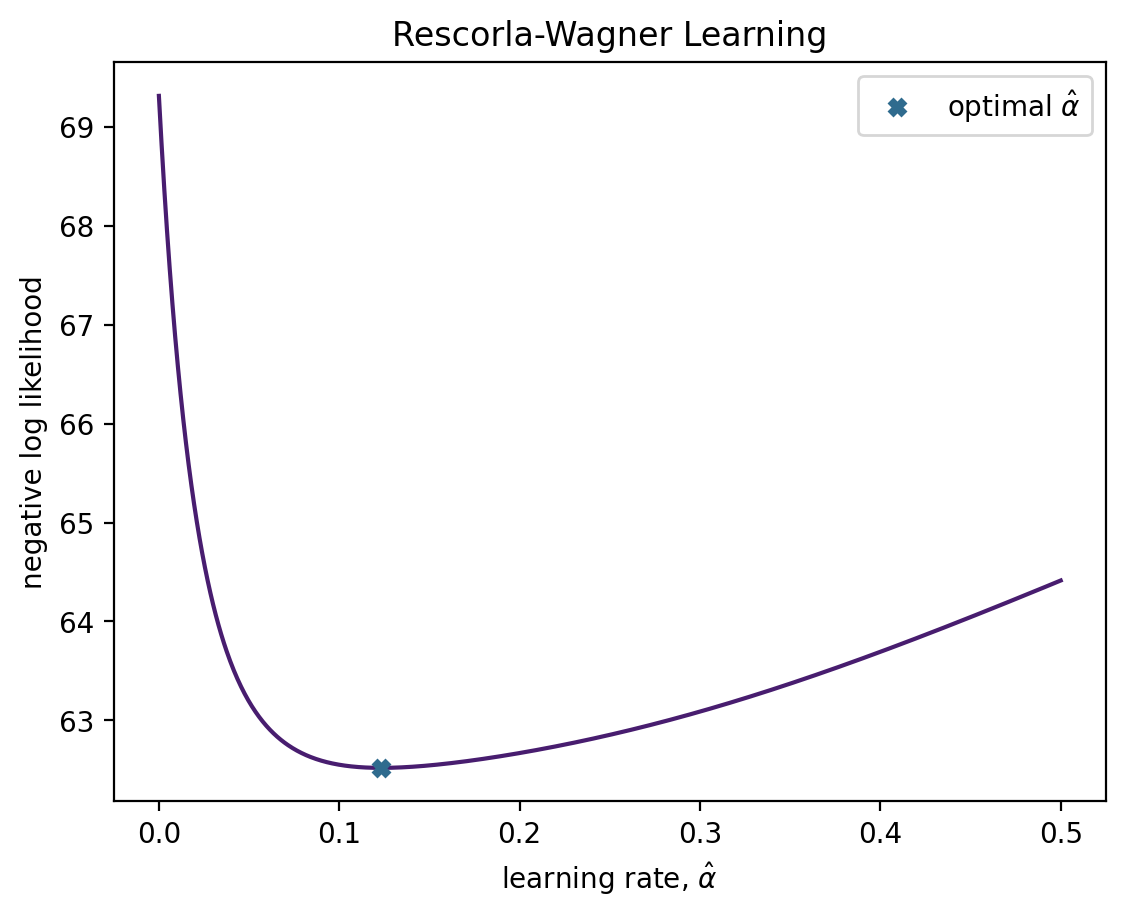 Rescorla-Wagner Learning
optimal α̂
negative log likelihood
69
68
67
66
65
64
63
0.0 0.1 0.2 0.3 0.4 0.5
learning rate, α̂